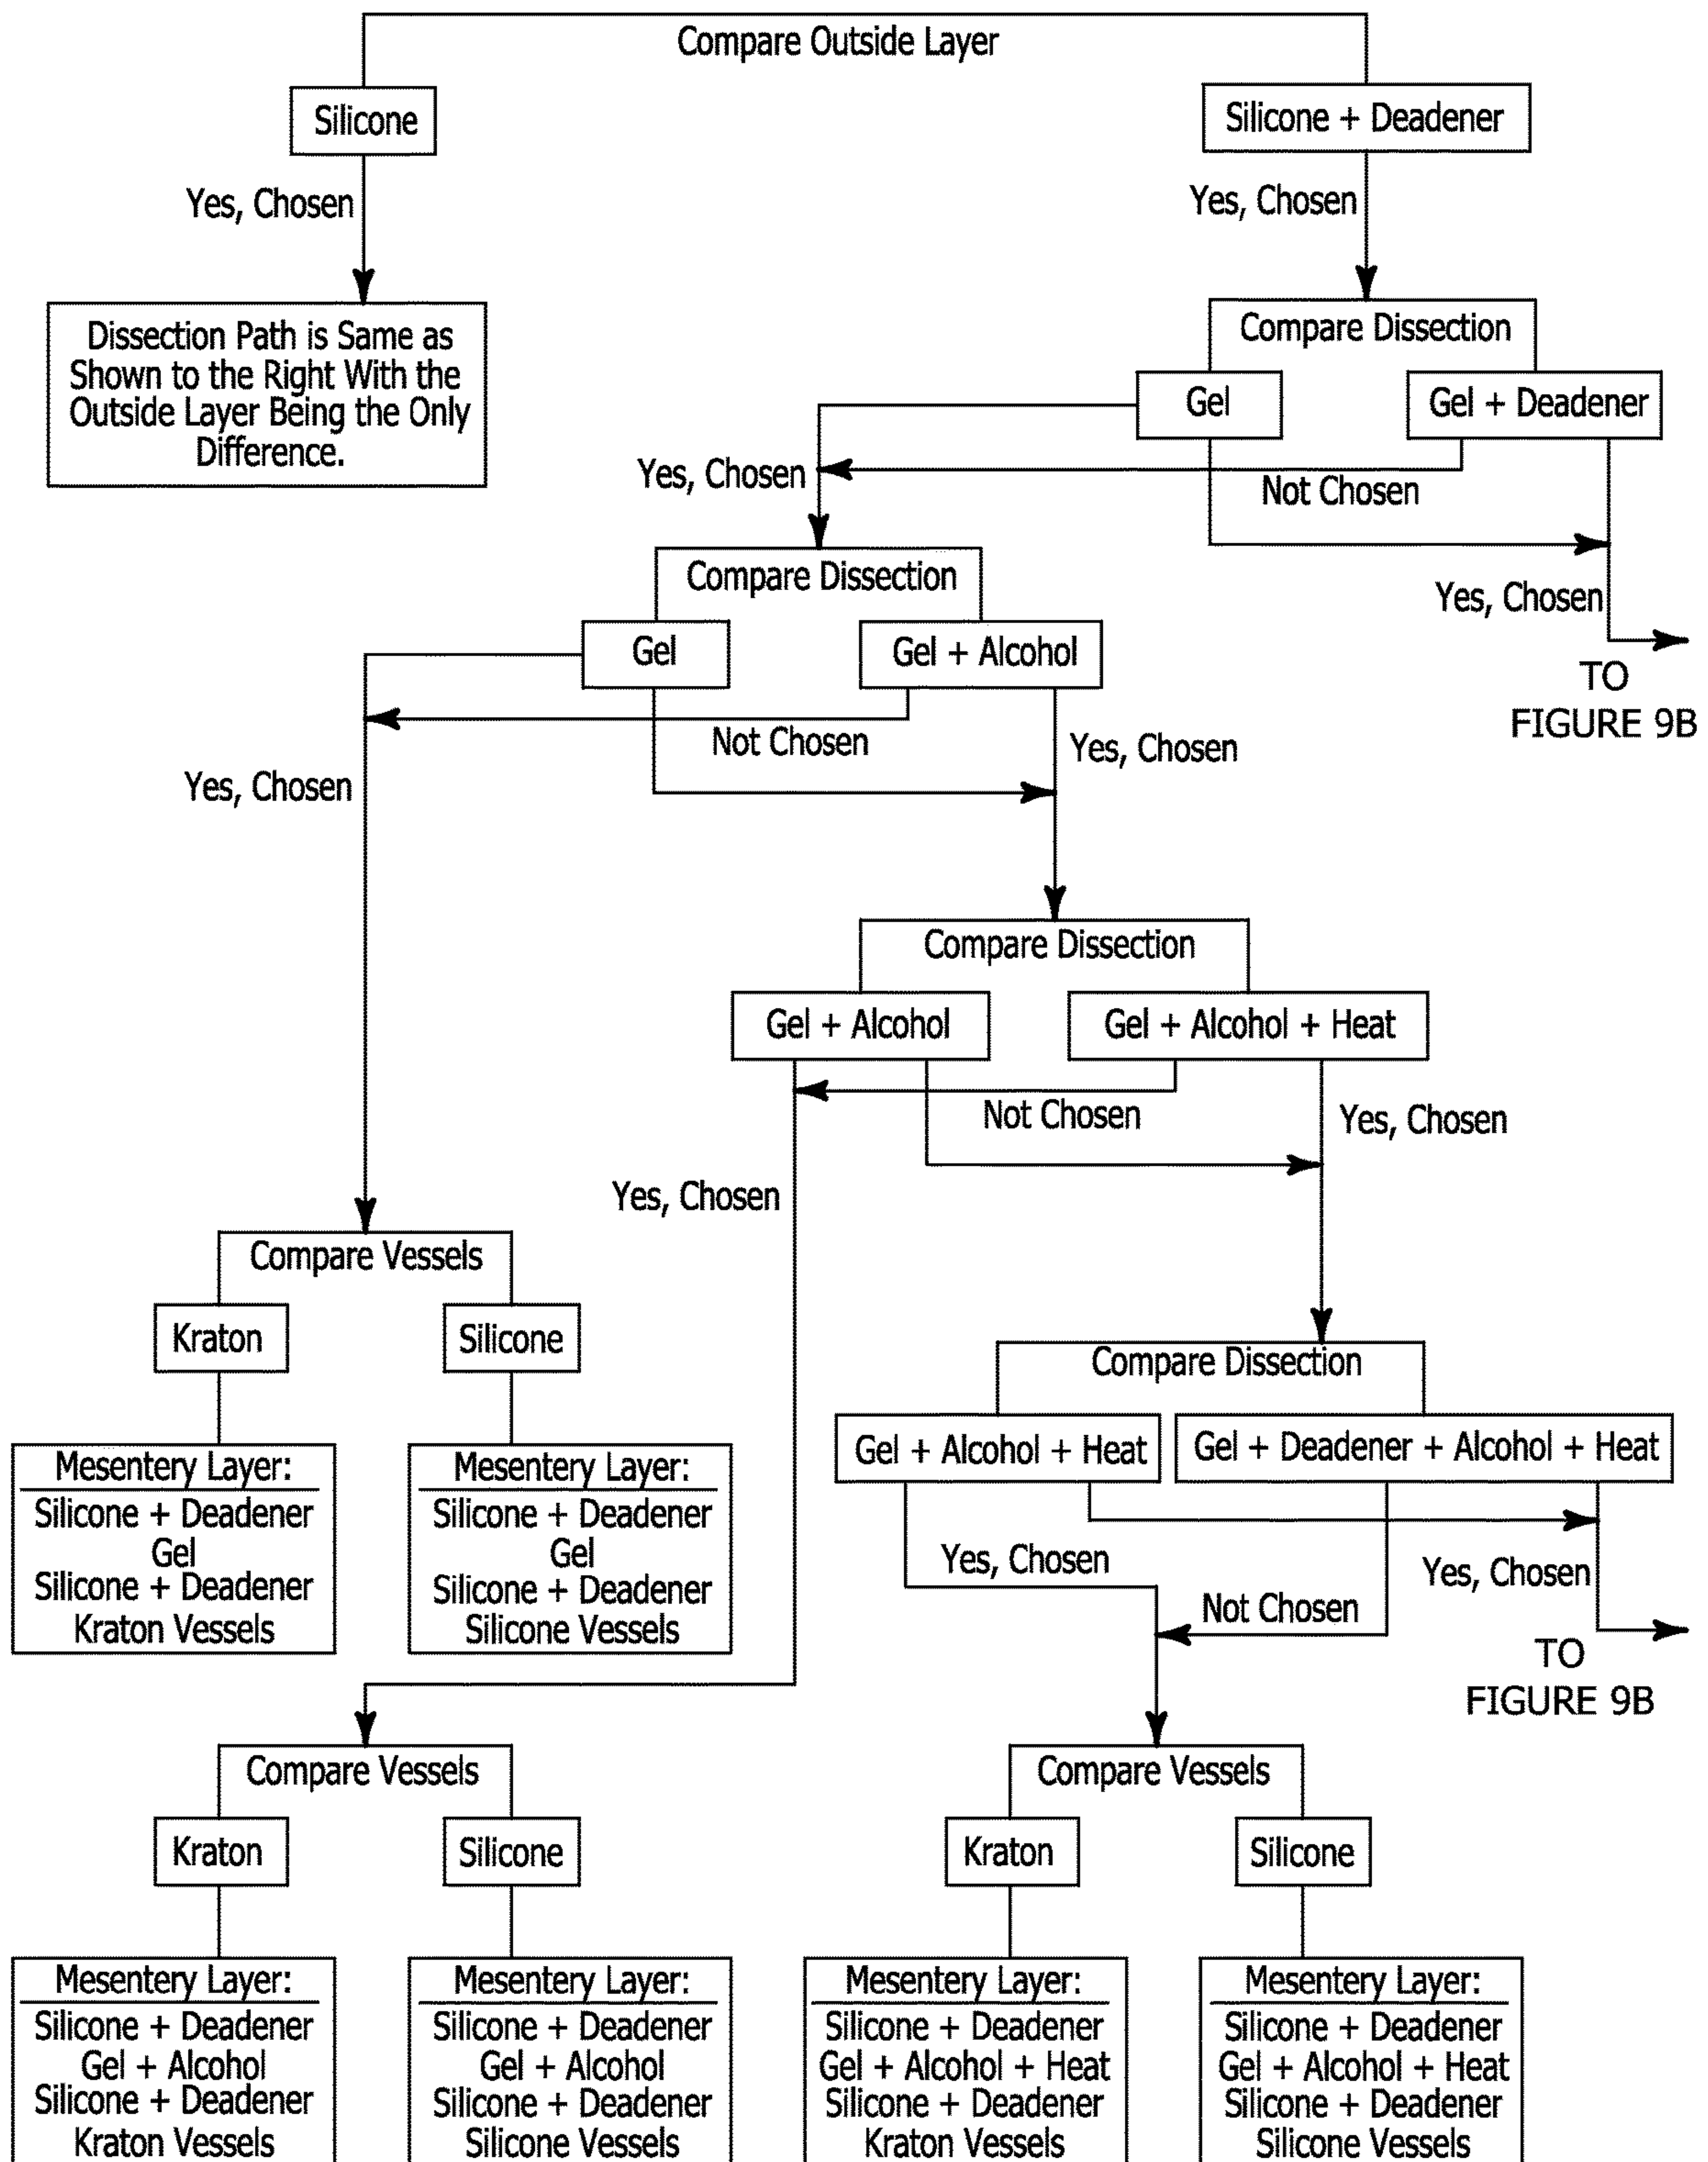 Compare Outside Layer
Silicone
Silicone + Deadener
Yes, Chosen
Yes, Chosen
Dissection Path is Same as
Shown to the Right With the
Outside Layer Being the Only
Difference.
Compare Dissection
Gel
Gel + Deadener
Yes, Chosen
Not Chosen
Compare Dissection
Yes, Chosen
Gel
Gel + Alcohol
TO
FIGURE 9B
Not Chosen
Yes, Chosen
Yes, Chosen
Compare Dissection
Gel + Alcohol
Gel + Alcohol + Heat
Not Chosen
Yes, Chosen
Yes, Chosen
Compare Vessels
Kraton
Silicone
Compare Dissection
Gel + Alcohol + Heat
Gel + Deadener + Alcohol + Heat
Mesentery Layer:
Silicone + Deadener
Gel
Silicone + Deadener
Kraton Vessels
Mesentery Layer:
Silicone + Deadener
Gel
Silicone + Deadener
Silicone Vessels
Yes, Chosen
Yes, Chosen
Not Chosen
TO
FIGURE 9B
Compare Vessels
Compare Vessels
Kraton
Silicone
Kraton
Silicone
Mesentery Layer:
Silicone + Deadener
Gel + Alcohol
Silicone + Deadener
Kraton Vessels
Mesentery Layer:
Silicone + Deadener
Gel + Alcohol
Silicone + Deadener
Silicone Vessels
Mesentery Layer:
Silicone + Deadener
Gel + Alcohol + Heat
Silicone + Deadener
Kraton Vessels
Mesentery Layer:
Silicone + Deadener
Gel + Alcohol + Heat
Silicone + Deadener
Silicone Vessels